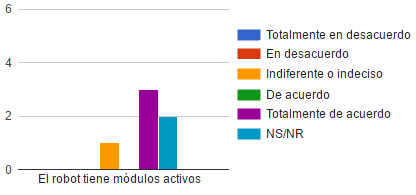 6
4
2
0
El robot tiene módulos activos
Totalmente en desacuerdo
En desacuerdo
Indiferente o indeciso
De acuerdo
Totalmente de acuerdo
NS/NR